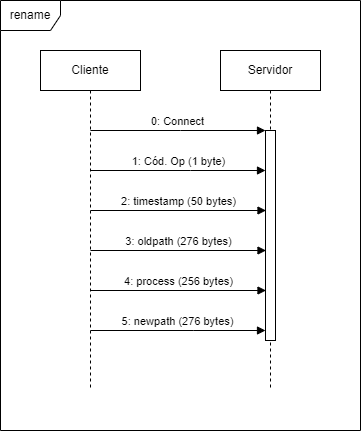 rename
Cliente
Servidor
0: Connect
1: Cód. Op (1 byte)
2: timestamp (50 bytes)
3: oldpath (276 bytes)
4: process (256 bytes)
5: newpath (276 bytes)